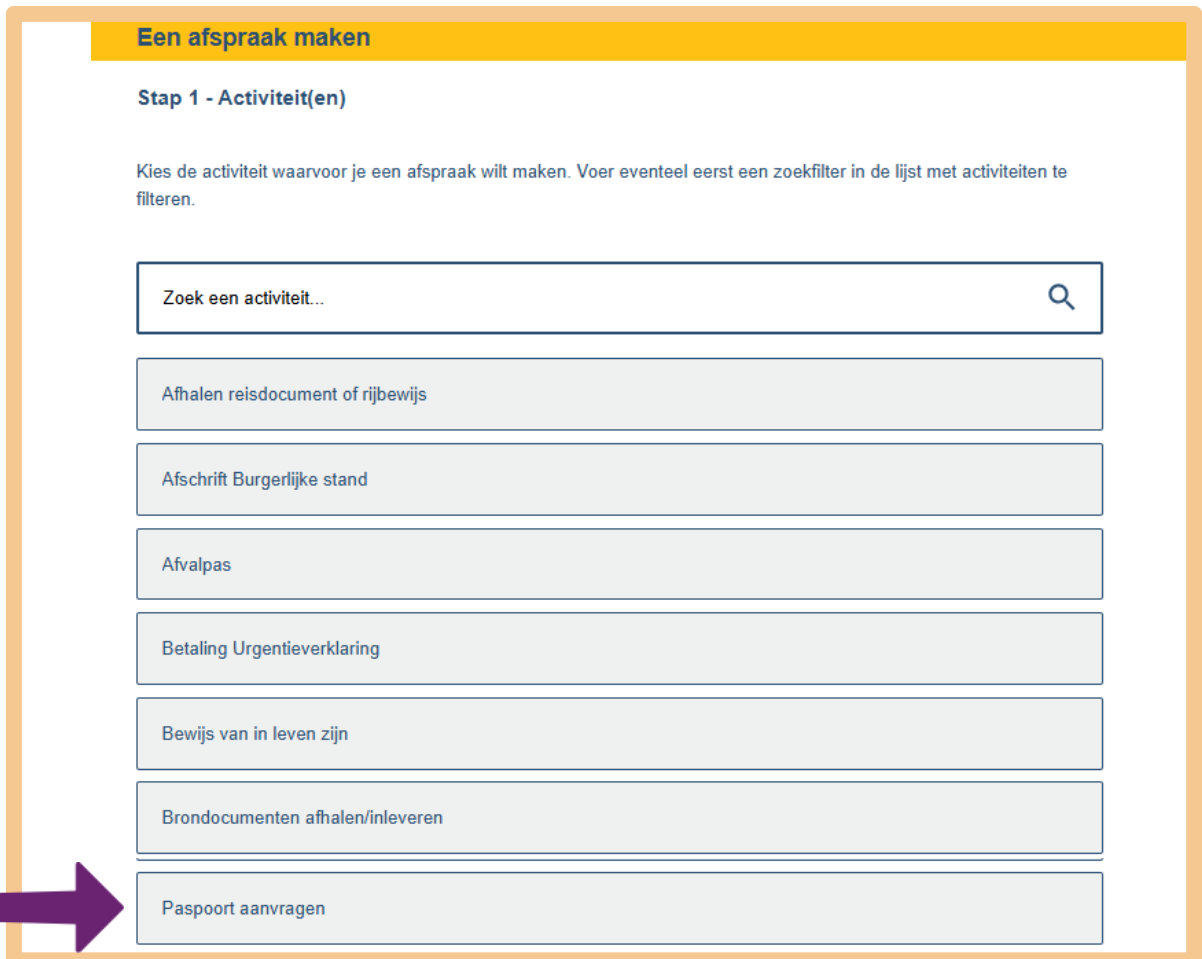 Een afspraak maken
Stap 1 - Activiteit(en)
Kies de activiteit waarvoor je een afspraak wilt maken. Voer eventueel eerst een zoekfilter in de lijst met activiteiten te
filteren.
Zoek een activiteit...
Afhalen reisdocument of rijbewijs
Afschrift Burgerlijke stand
Afvalpas
Betaling Urgentieverklaring
Bewijs van in leven zijn
Brondocumenten afhalen/inleveren
Paspoort aanvragen